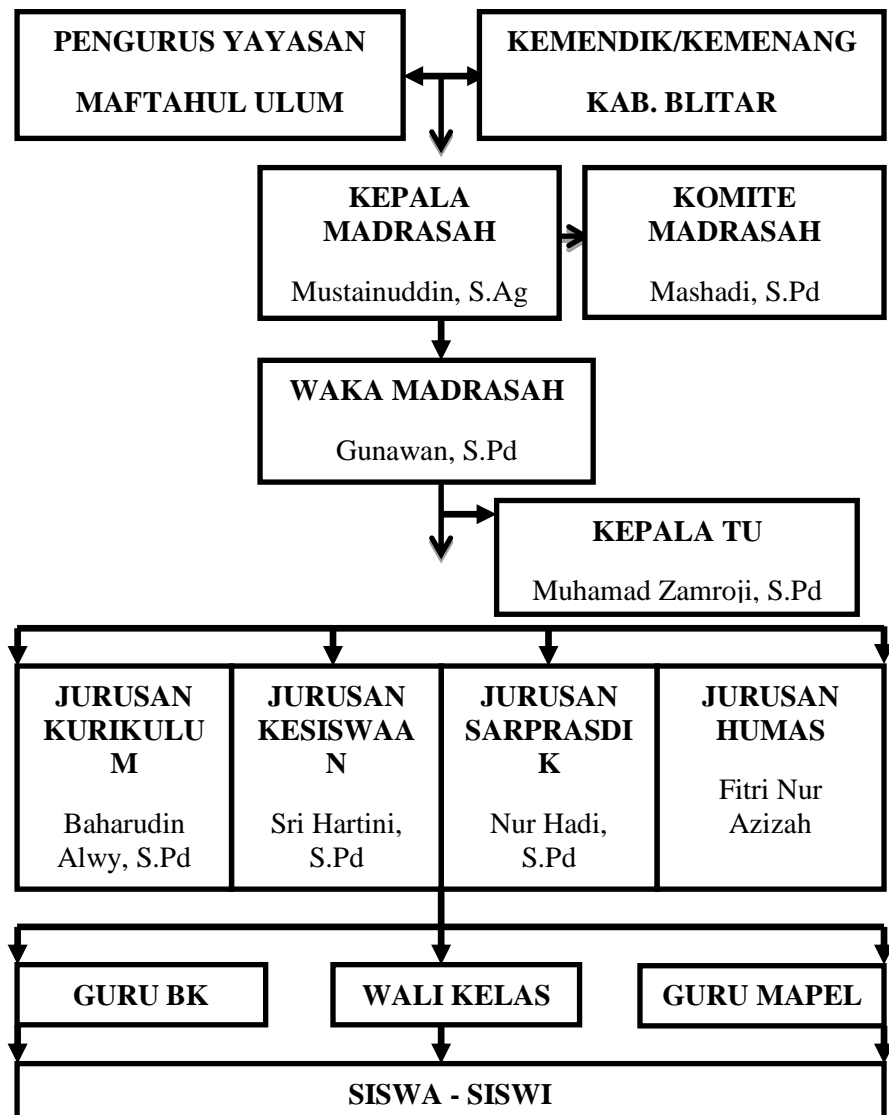 PENGURUS YAYASAN
MAFTAHUL ULUM
KEMENDIK/KEMENANG
KAB. BLITAR
KEPALA
MADRASAH
Mustainuddin, S.Ag
KOMITE
MADRASAH
Mashadi, S.Pd
WAKA MADRASAH
Gunawan, S.Pd
KEPALA TU
Muhamad Zamroji, S.Pd
JURUSAN
KURIKULU
M
Baharudin
Alwy, S.Pd
JURUSAN
KESISWAA
N
Sri Hartini,
S.Pd
JURUSAN
SARPRASDI
K
Nur Hadi,
S.Pd
JURUSAN
HUMAS
Fitri Nur
Azizah
GURU BK
WALI KELAS
GURU MAPEL
SISWA - SISWI